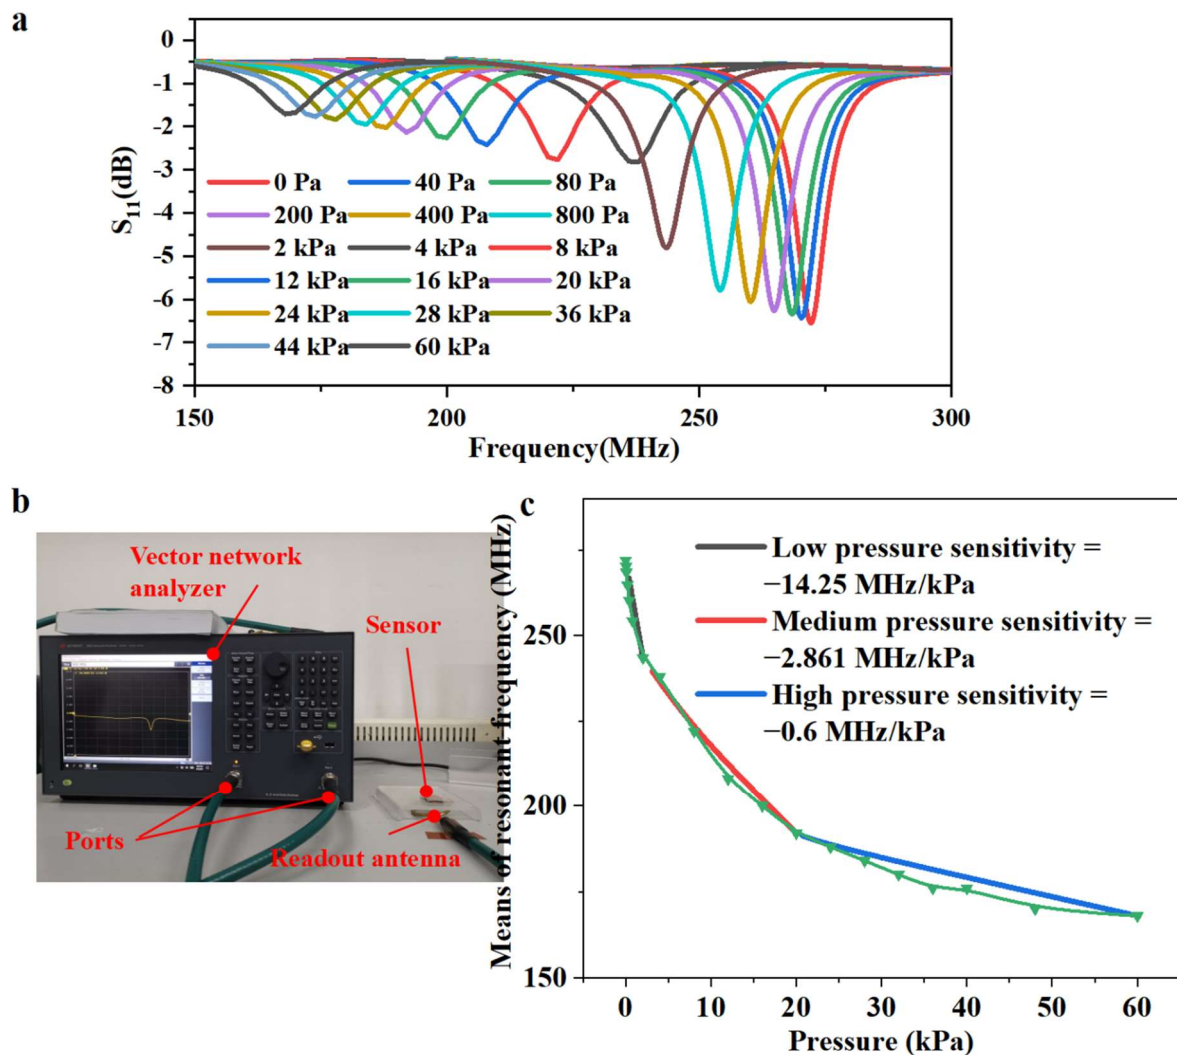 a
0
-1
-2
-3
-4
-5
-6
-7
-8
S11(dB)
0 Pa 40 Pa 80 Pa
200 Pa 400 Pa 800 Pa
2 kPa 4 kPa 8 kPa
12 kPa 16 kPa 20 kPa
24 kPa 28 kPa 36 kPa
44 kPa 60 kPa
150 200 250 300
Frequency(MHz)
b
Vector network
analyzer
Sensor
Ports
Readout antenna
c
Means of resonant frequency (MHz)
250
200
150
Low pressure sensitivity =
−14.25 MHz/kPa
Medium pressure sensitivity =
−2.861 MHz/kPa
High pressure sensitivity =
−0.6 MHz/kPa
0 10 20 30 40 50 60
Pressure (kPa)